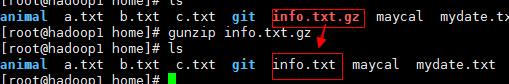 [root@hadoop1 home]# ls
animal a.txt b.txt c.txt git info.txt.gz maycal mydate.t
[root@hadoop1 home]# gunzip info.txt.gz
[root@hadoop1 home]# ls
animal a.txt b.txt c.txt git info.txt maycal mydate.txt
[root@hadoop1 home]#